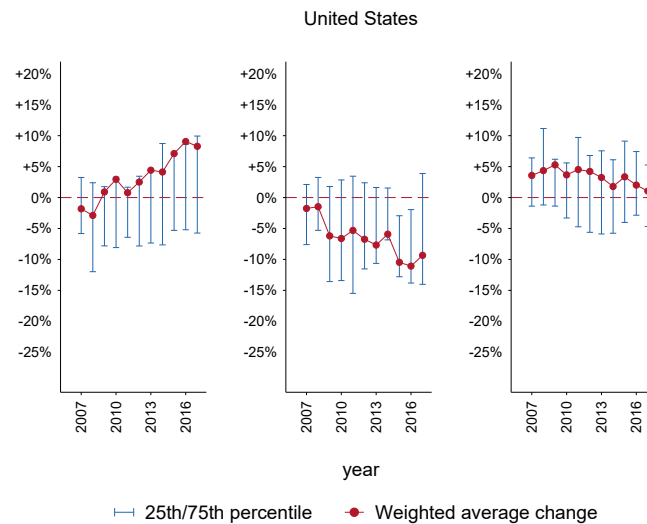 United States
+20% +20% +20%
+15% +15% +15%
+10% +10% +10%
+5% +5% +5%
0% 0% 0%
-5% -5% -5%
-10% -10% -10%
-15% -15% -15%
-20% -20% -20%
-25% -25% -25%
2007 2010 2013 2016 2007 2010 2013 2016 2007 2010 2013 2016
year
25th/75th percentile Weighted average change